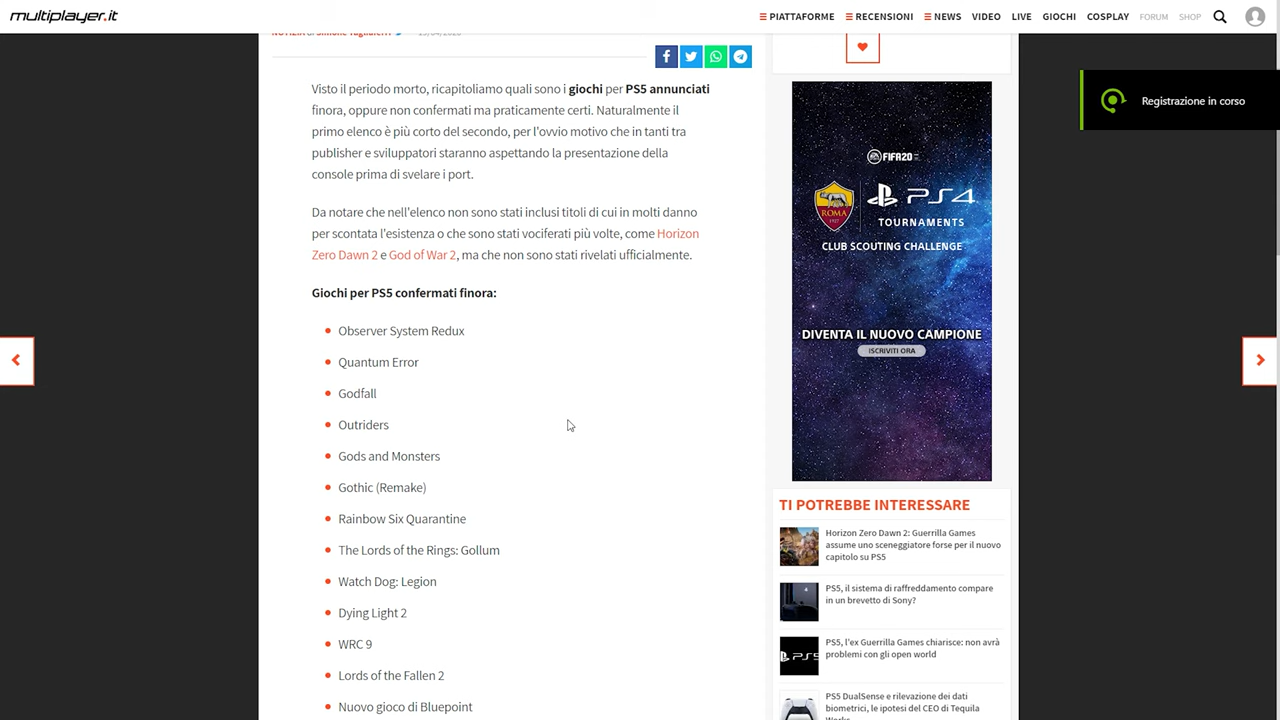 multiplayer.it
PIATTAFORME
RECENSIONI
NEWS
VIDEO
LIVE
GIOCHI
COSPLAY
FORUM
SHOP
Registrazione in corso
Visto il periodo morto, ricapitoliamo quali sono i giochi per PS5 annunciati
finora, oppure non confermati ma praticamente certi. Naturalmente il
primo elenco è più corto del secondo, per l'ovvio motivo che in tanti tra
publisher e sviluppatori staranno aspettando la presentazione della
console prima di svelare i port.
Da notare che nell'elenco non sono stati inclusi titoli di cui in molti danno
per scontata l'esistenza o che sono stati vociferati più volte, come Horizon
Zero Dawn 2 e God of War 2, ma che non sono stati rivelati ufficialmente.
Giochi per PS5 confermati finora:
Observer System Redux
Quantum Error
Godfall
Outriders
Gods and Monsters
Gothic (Remake)
Rainbow Six Quarantine
The Lords of the Rings: Gollum
Watch Dog: Legion
Dying Light 2
WRC 9
Lords of the Fallen 2
Nuovo gioco di Bluepoint
FIFA20
ROMA
1927
PS4
TOURNAMENTS
CLUB SCOUTING CHALLENGE
DIVENTA IL NUOVO CAMPIONE
ISCRIVITI ORA
TI POTREBBE INTERESSARE
Horizon Zero Dawn 2: Guerrilla Games
assume uno sceneggiatore forse per il nuovo
capitolo su PS5
PS5, il sistema di raffreddamento compare
in un brevetto di Sony?
PS5, l'ex Guerrilla Games chiarisce: non avrà
problemi con gli open world
PS5 DualSense e rilevazione dei dati
biometrici, le ipotesi del CEO di Tequila